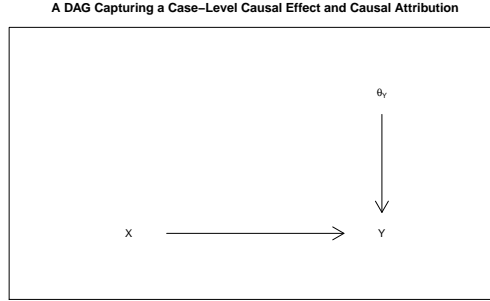 A DAG Capturing a Case–Level Causal Effect and Causal Attribution
θY
X
Y